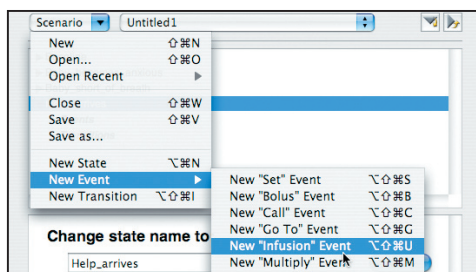 Scenario Untitled1
New ⇧⌘N
Open... ⇧⌘O
Open Recent
Close ⇧⌘W
Save ⇧⌘V
Save as...
New State ⌥⌘N
New Event
New Transition ⌥⇧⌘I
New "Set" Event ⌥⇧⌘S
New "Bolus" Event ⌥⇧⌘B
New "Call" Event ⌥⇧⌘C
New "Go To" Event ⌥⇧⌘G
New "Infusion" Event ⌥⇧⌘U
New "Multiply" Event ⌥⇧⌘M
Change state name to
Help_arrives